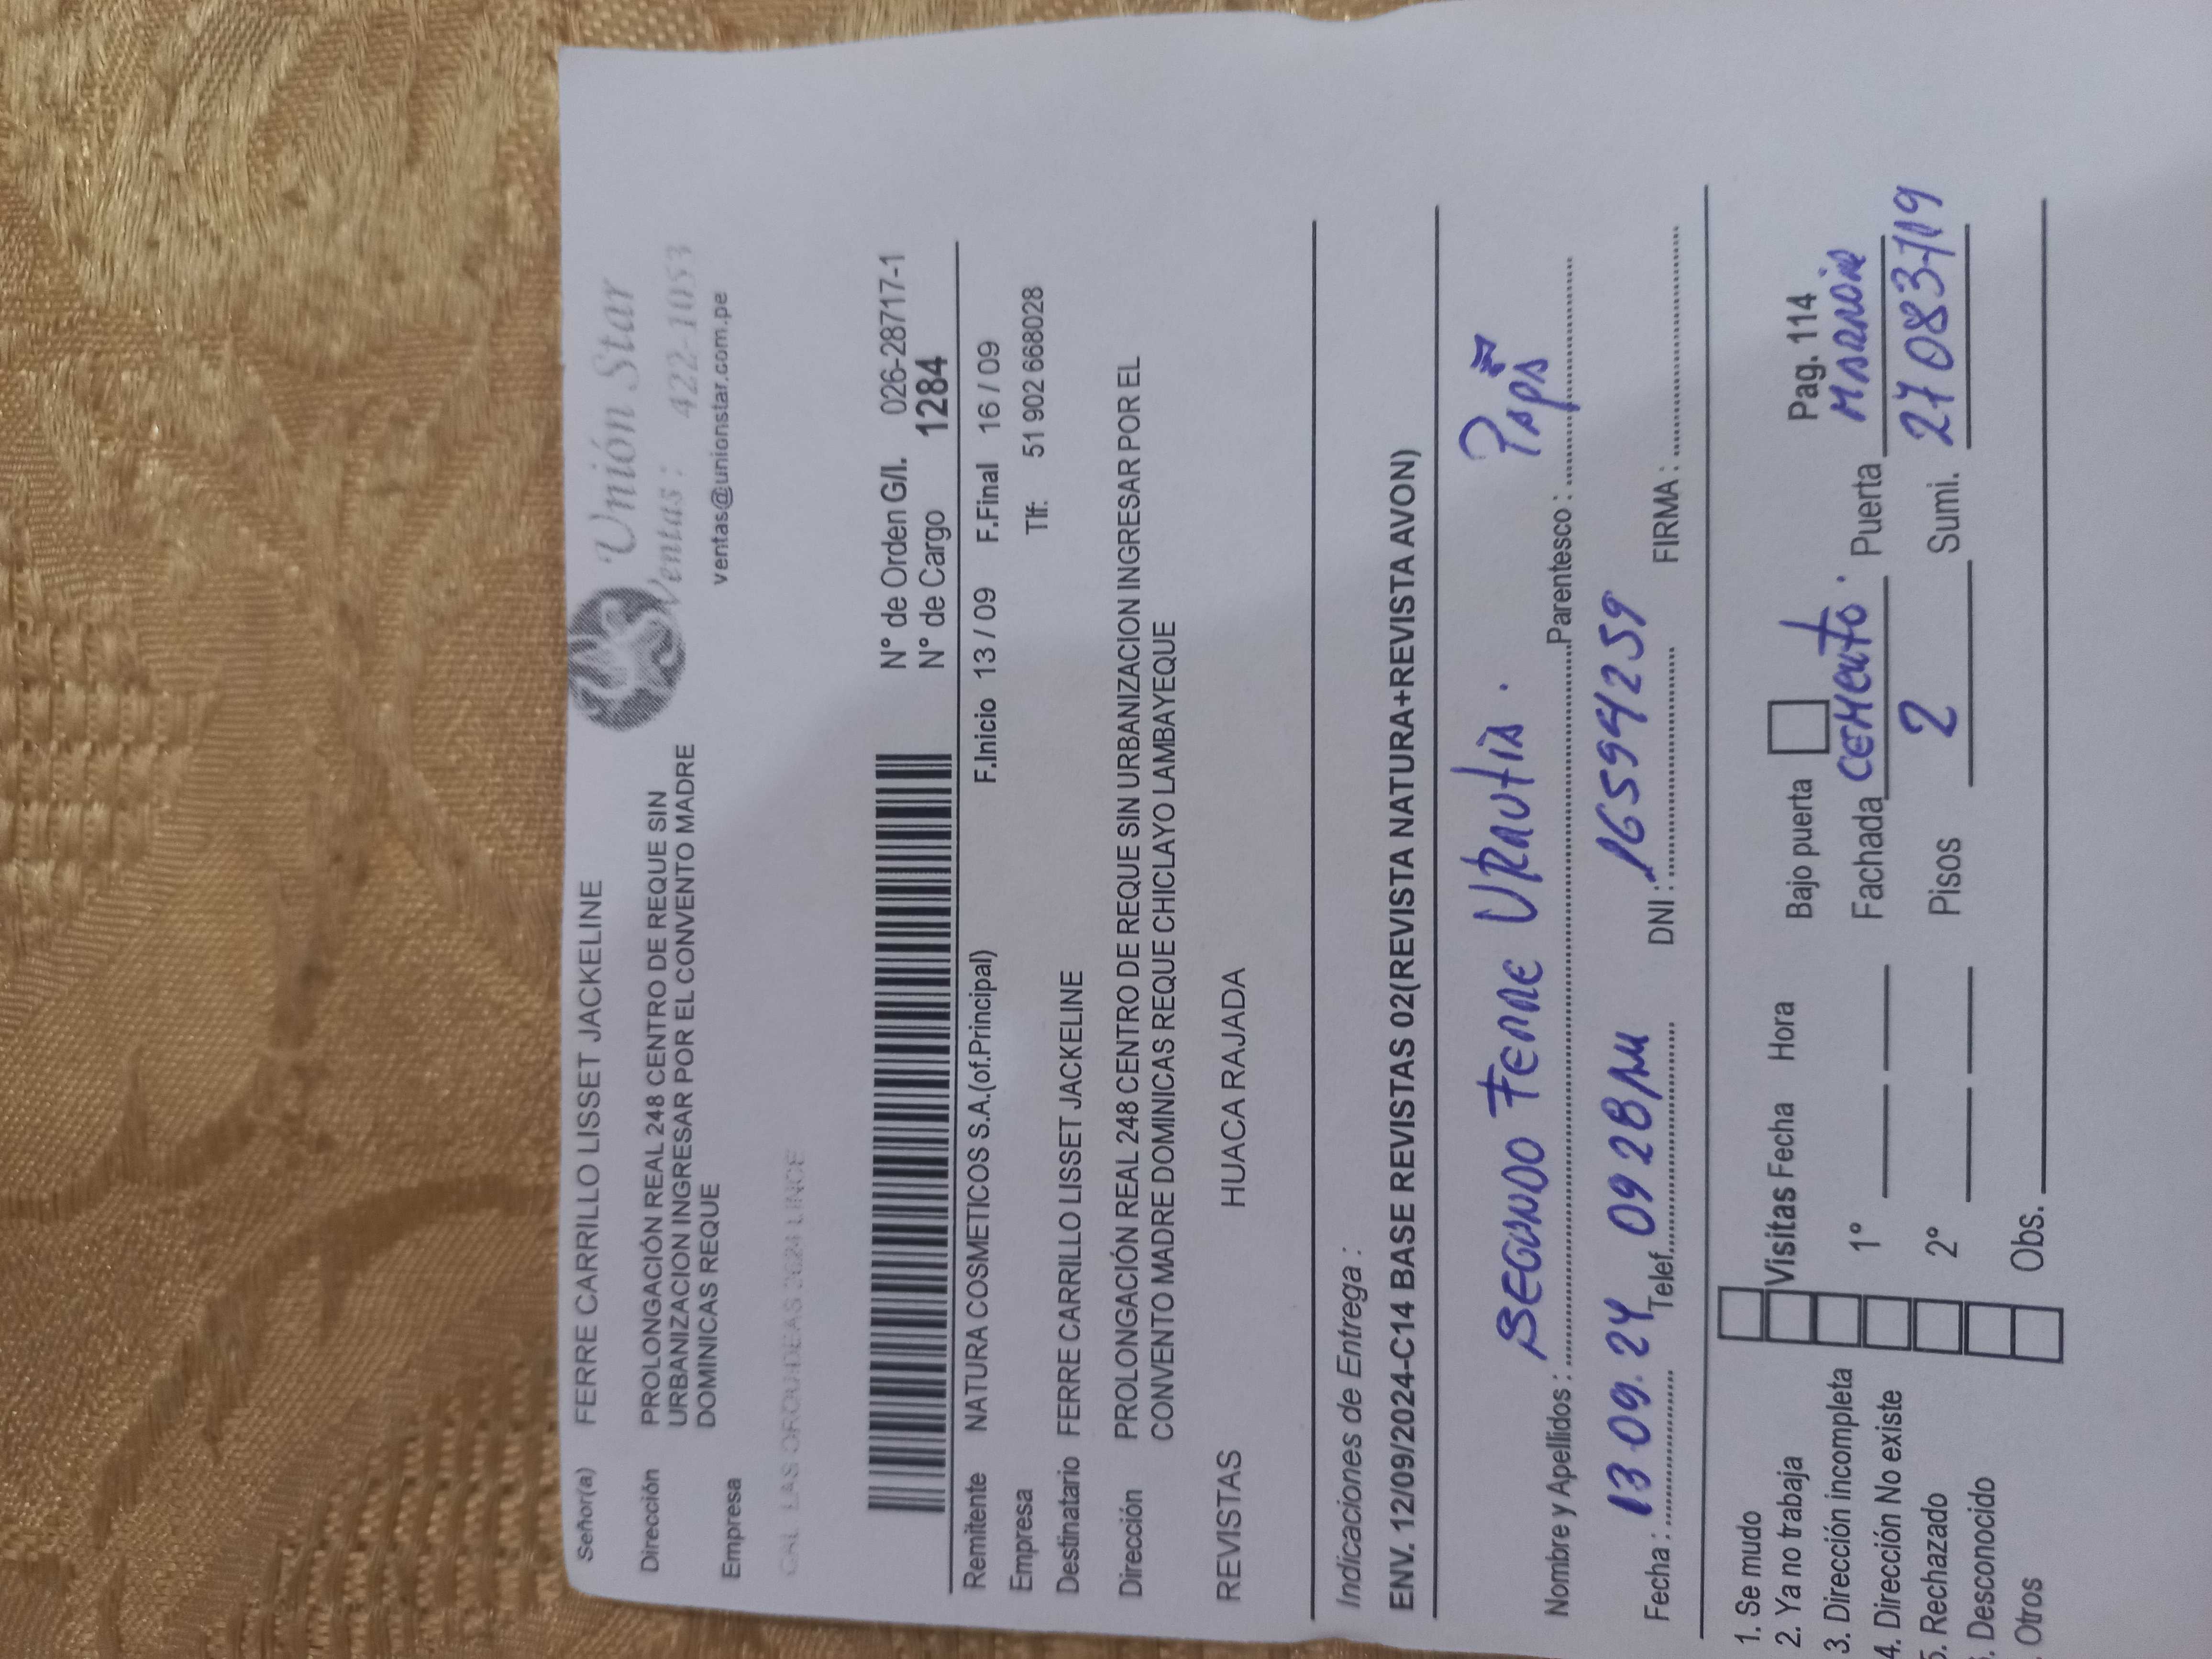 Señor(a) FERRE CARRILLO LISSET JACKELINE
Unión Star
Ventas : 422-1053
ventas@unionstar.com.pe
Dirección PROLONGACIÓN REAL 248 CENTRO DE REQUE SIN
URBANIZACION INGRESAR POR EL CONVENTO MADRE
DOMINICAS REQUE
Empresa
CAL. LAS 2624 LINCE
N° de Orden G/I. 026-28717-1
N° de Cargo 1284
Remitente NATURA COSMETICOS S.A.(of.Principal) F.Inicio 13 / 09 F.Final 16 / 09
Empresa Tlf: 51 902 668028
Destinatario FERRE CARRILLO LISSET JACKELINE
Dirección PROLONGACIÓN REAL 248 CENTRO DE REQUE SIN URBANIZACION INGRESAR POR EL
CONVENTO MADRE DOMINICAS REQUE CHICLAYO LAMBAYEQUE
REVISTAS HUACA RAJADA
Indicaciones de Entrega :
ENV. 12/09/2024-C14 BASE REVISTAS 02(REVISTA NATURA+REVISTA AVON)
Nombre y Apellidos : SEGUNDO FERRE URAUTIA. Parentesco : PAPÁ
Fecha : 13.09.24 Telef. 0928 DNI : 16594259 FIRMA :
1. Se mudo
2. Ya no trabaja
3. Dirección incompleta
4. Dirección No existe
5. Rechazado
. Desconocido
. Otros
Visitas Fecha Hora Bajo puerta Pag. 114
1° Fachada CEMENTO. Puerta
2° Pisos 2 Sumi. 27083719
Obs.